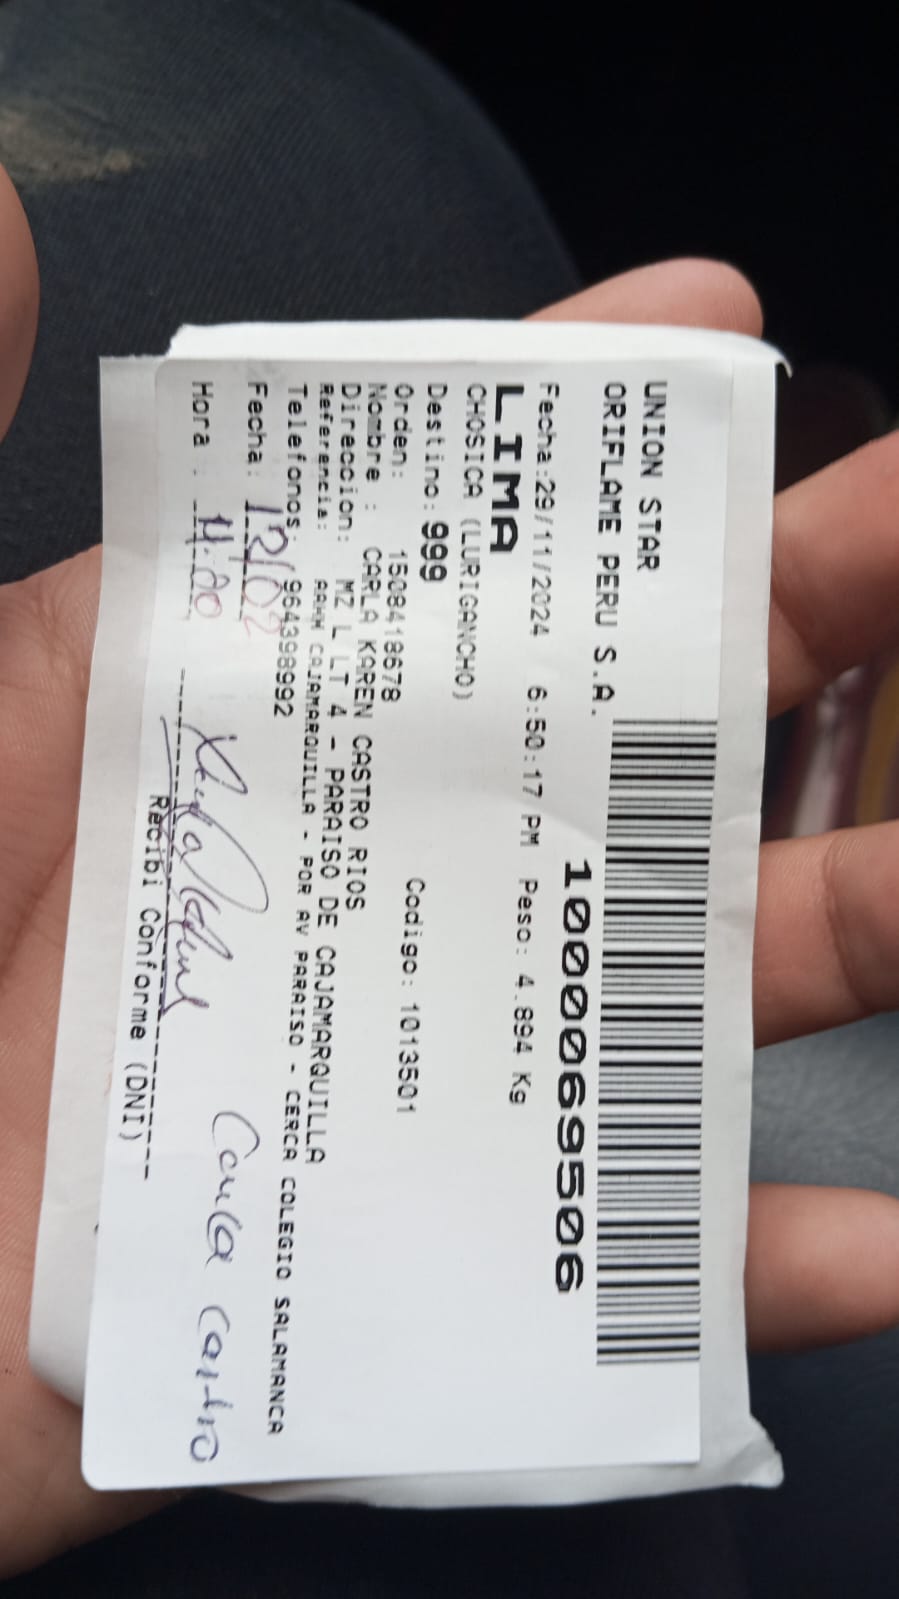 UNION STAR
ORIFLAME PERU S.A.
1000069506
Fecha:29/11/2024 6:50:17 PM Peso: 4.894 Kg
LIMA
CHOSICA (LURIGANCHO)
Destino: 999
Orden: 1508418678 Codigo: 1013501
Nombre : CARLA KAREN CASTRO RIOS
Direccion: MZ L LT 4 - PARAISO DE CAJAMARQUILLA
Referencia: AAHH CAJAMARQUILLA - POR AV PARAISO - CERCA COLEGIO SALAMANCA
Telefonos: 964398992
Fecha: 12/02
Hora : 14:00 Carla Castro
Recibi Conforme (DNI)